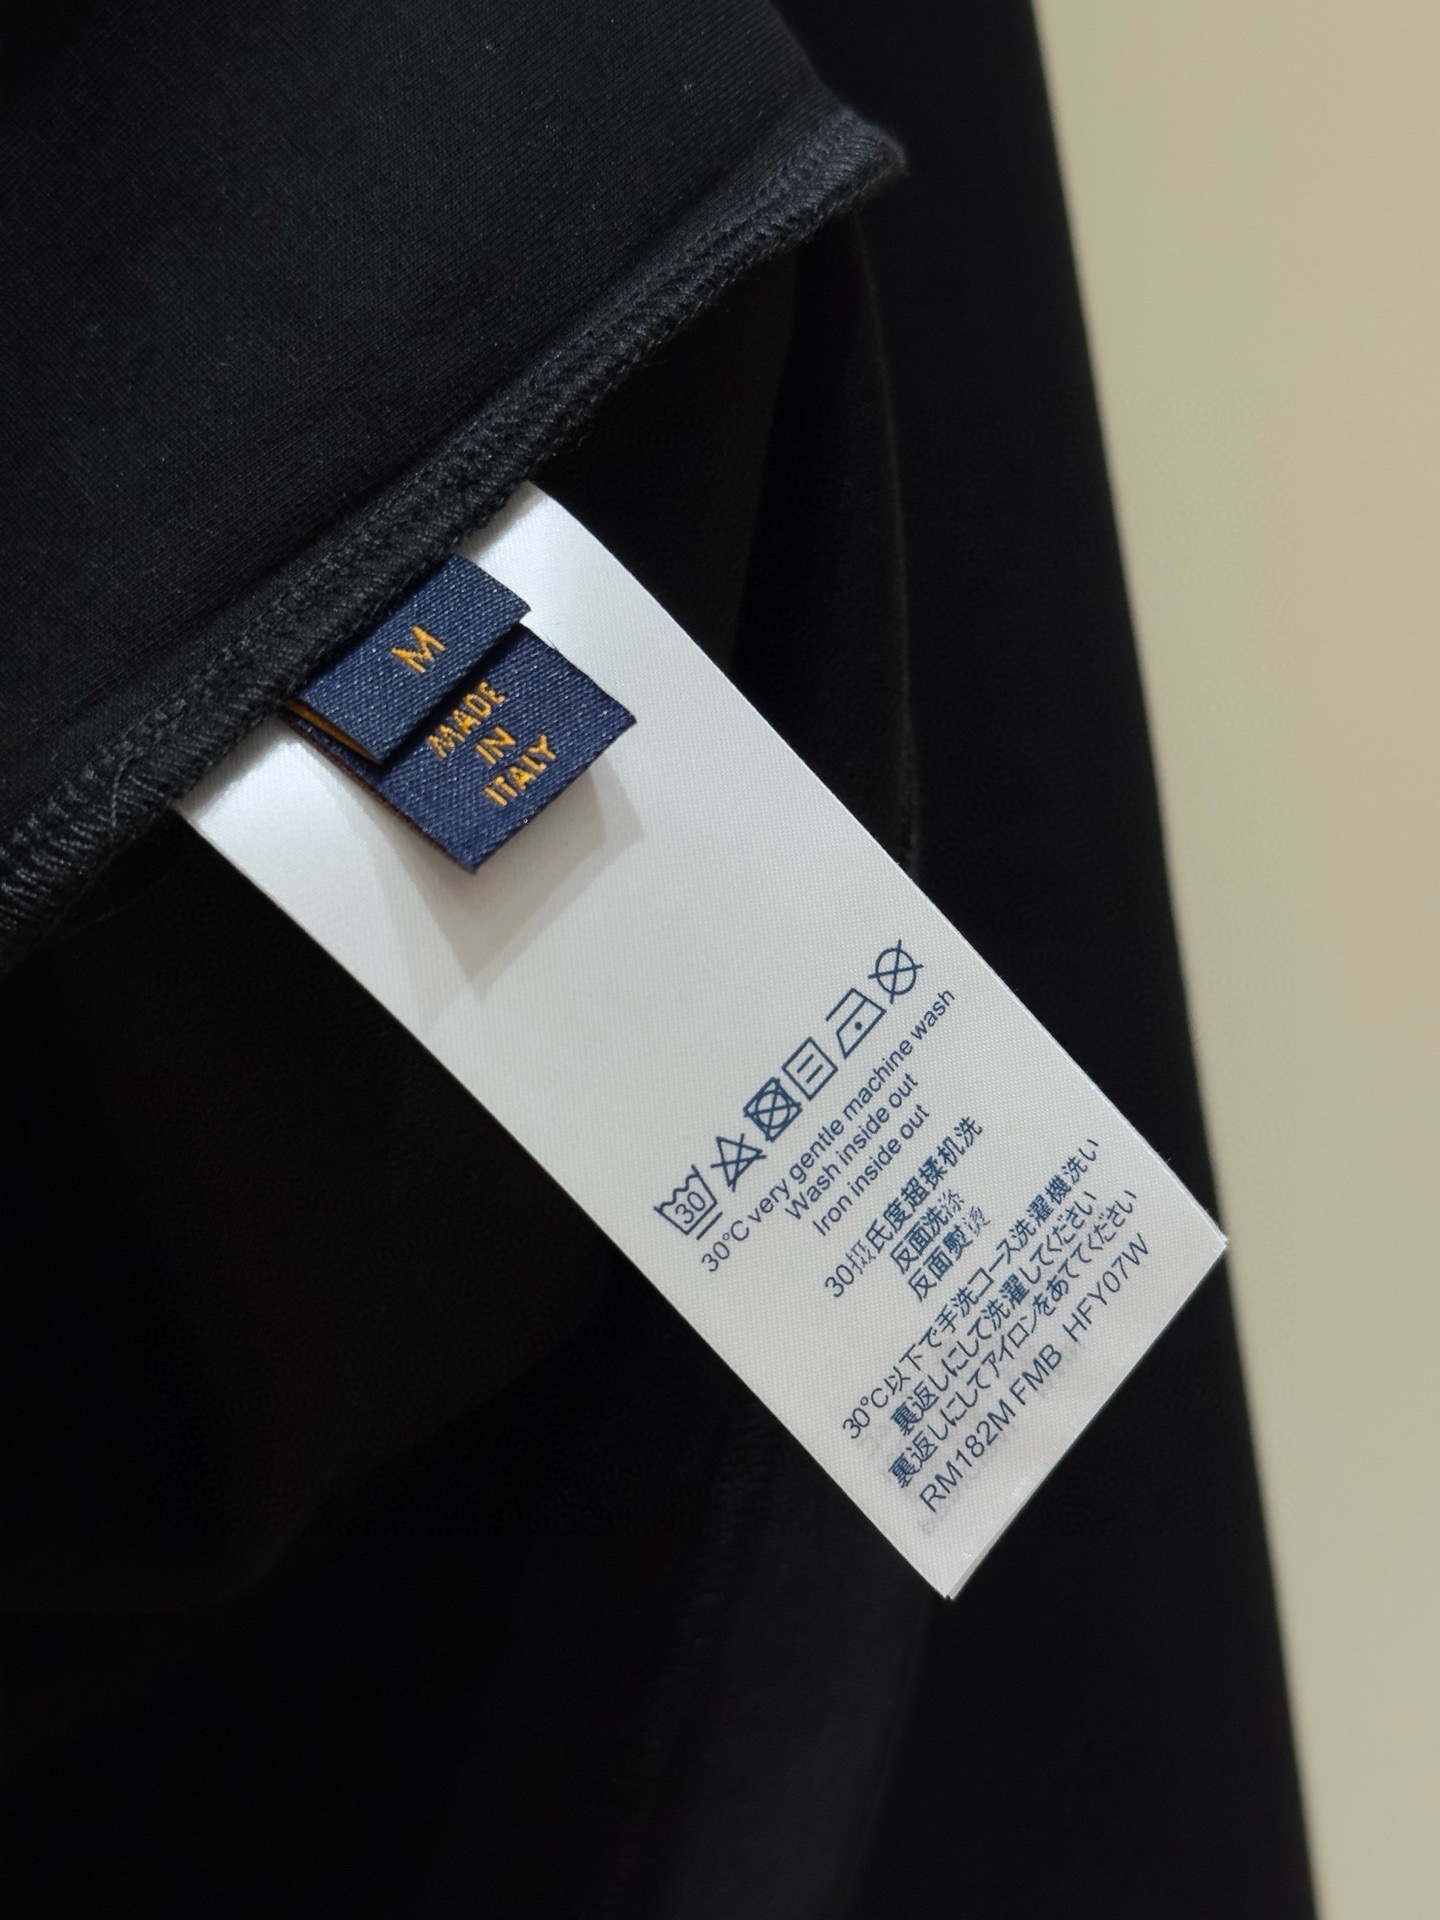 M
MADE
IN
ITALY
30
30°C very gentle machine wash
Wash inside out
Iron inside out
30摄氏度超揉机洗
反面洗涤
反面熨烫
30°C以下で手洗コース洗濯機洗い
裏返しにして洗濯してください
裏返しにしてアイロンをあててください
RM182M FMB HFY07W